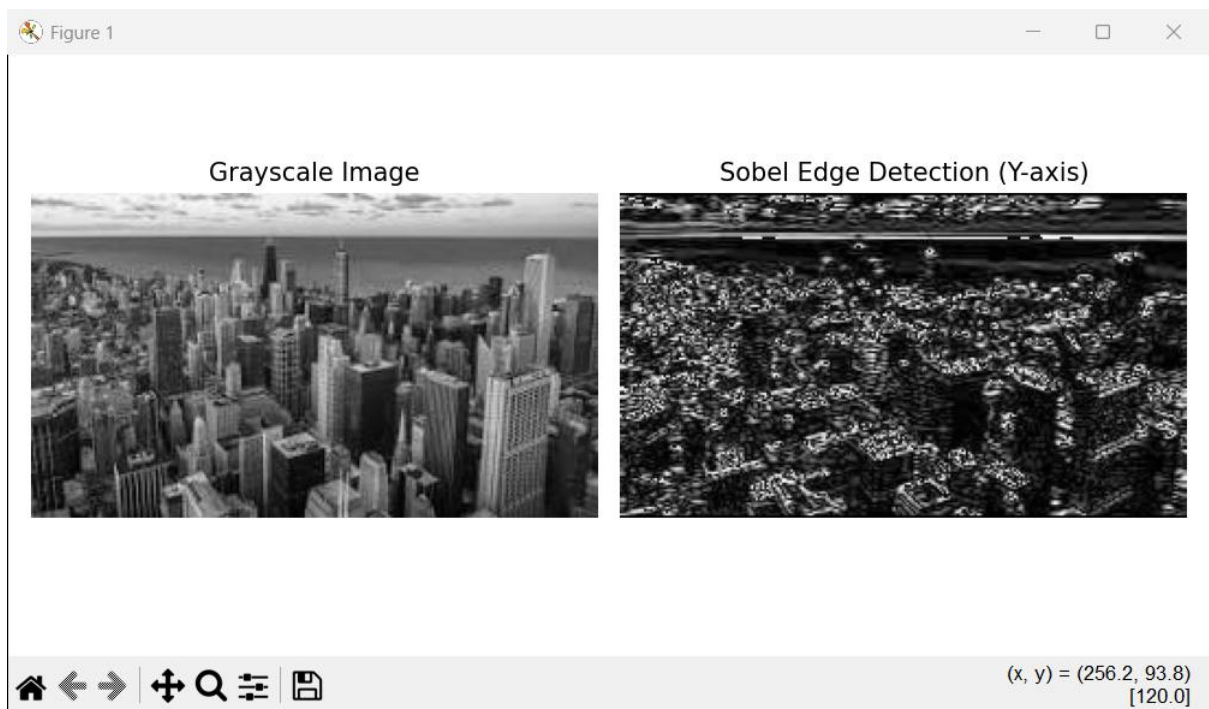 Figure 1
Grayscale Image
Sobel Edge Detection (Y-axis)
(x, y) = (256.2, 93.8)
[120.0]